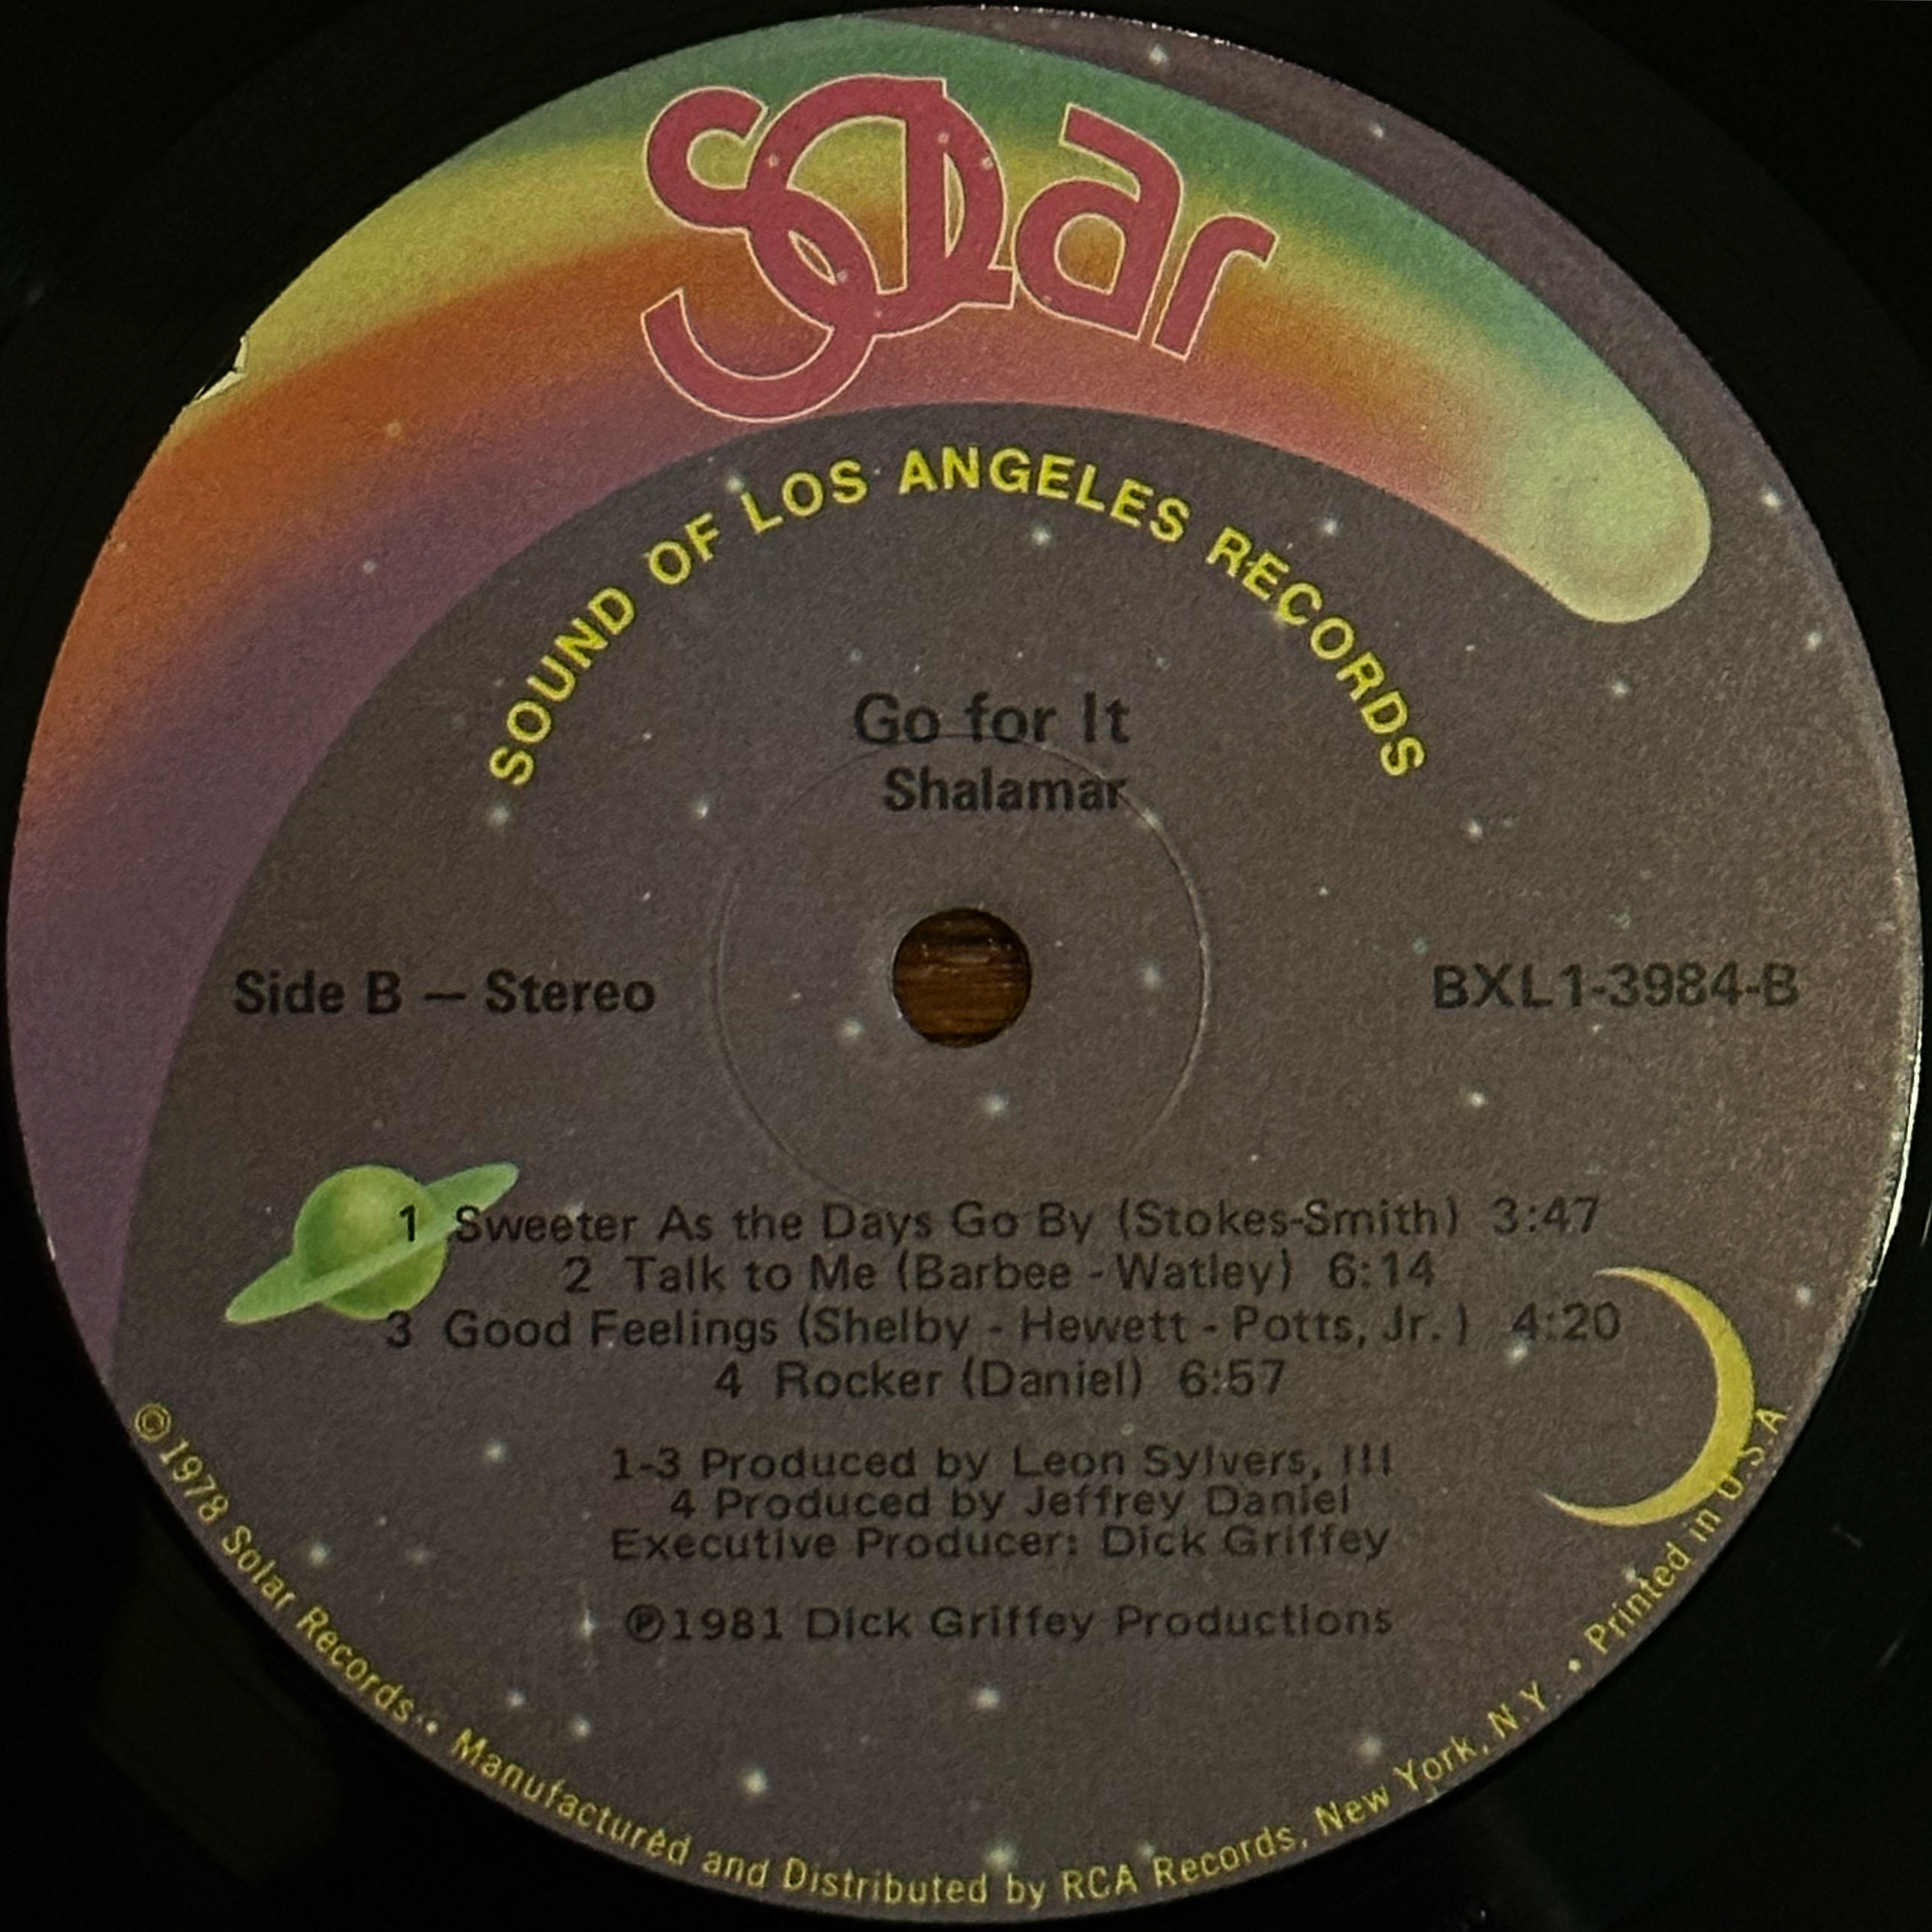 Solar
SOUND OF LOS ANGELES RECORDS
Go for It
Shalamar
Side B — Stereo
BXL1-3984-B
1 Sweeter As the Days Go By (Stokes-Smith) 3:47
2 Talk to Me (Barbee - Watley) 6:14
3 Good Feelings (Shelby - Hewett - Potts, Jr.) 4:20
4 Rocker (Daniel) 6:57
1-3 Produced by Leon Sylvers, III
4 Produced by Jeffrey Daniel
Executive Producer: Dick Griffey
℗1981 Dick Griffey Productions
©1978 Solar Records • Manufactured and Distributed by RCA Records, New York, N.Y. • Printed in U.S.A